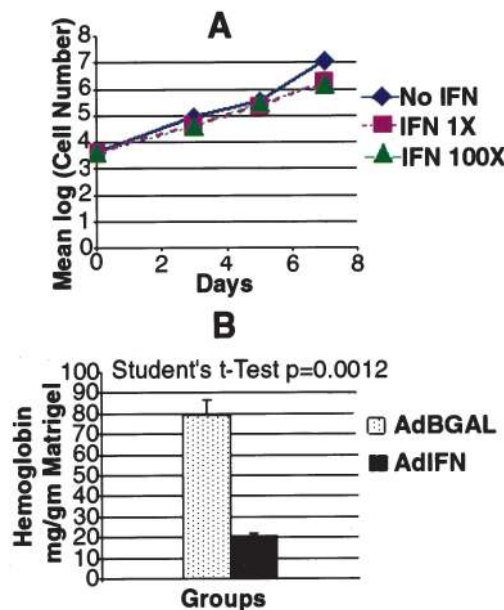 A
Mean log (Cell Number)
8
7
6
5
4
3
2
1
0
0 2 4 6 8
Days
No IFN
IFN 1X
IFN 100X
B
Student's t-Test p=0.0012
Hemoglobin
mg/gm Matrigel
100
90
80
70
60
50
40
30
20
10
0
Groups
AdBGAL
AdIFN